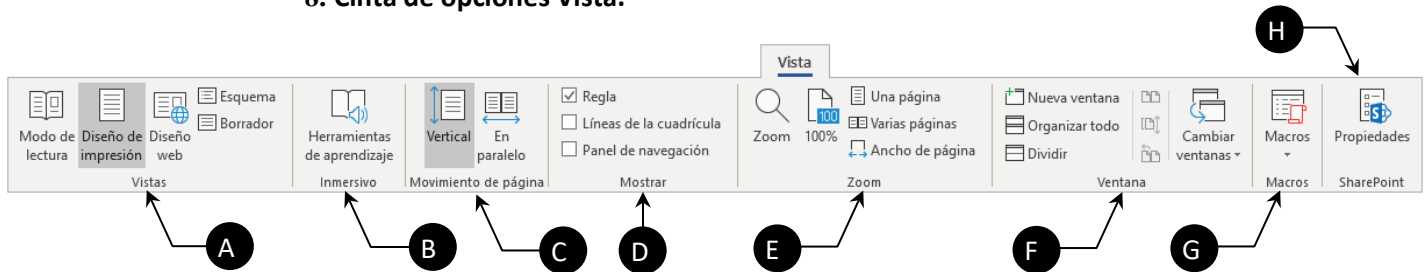 8. Cinta de opciones Vista.
H
Vista
Modo de lectura
Diseño de impresión
Diseño web
Esquema
Borrador
Vistas
Herramientas de aprendizaje
Inmersivo
Vertical
En paralelo
Movimiento de página
Regla
Líneas de la cuadrícula
Panel de navegación
Mostrar
Zoom
100
100%
Una página
Varias páginas
Ancho de página
Zoom
Nueva ventana
Organizar todo
Dividir
Cambiar ventanas
Ventana
Macros
Macros
S
Propiedades
SharePoint
A
B
C
D
E
F
G